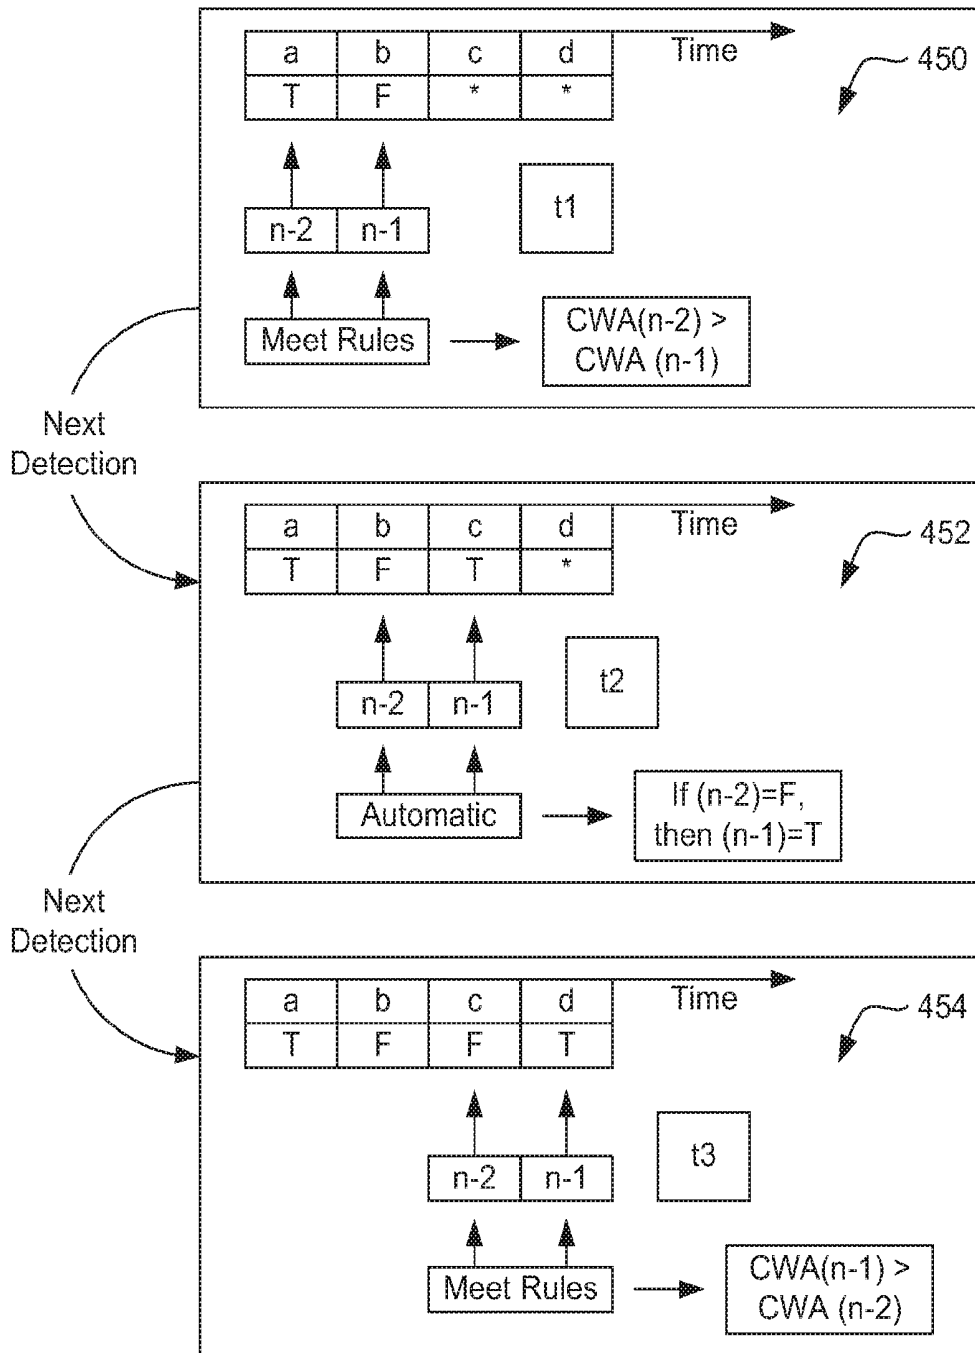 a b c d Time
T F * *
450
n-2 n-1
t1
Meet Rules
CWA(n-2) >
CWA (n-1)
Next
Detection
a b c d Time
T F T *
452
n-2 n-1
t2
Automatic
If (n-2)=F,
then (n-1)=T
Next
Detection
a b c d Time
T F F T
454
n-2 n-1
t3
Meet Rules
CWA(n-1) >
CWA (n-2)